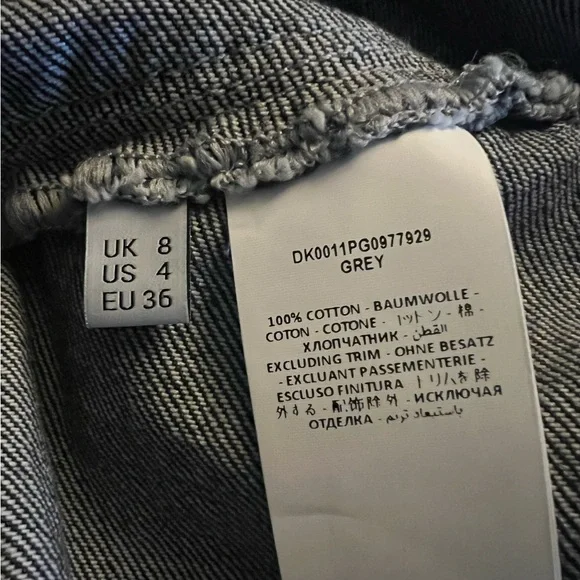 UK 8
US 4
EU 36
DK0011PG0977929
GREY
100% COTTON - BAUMWOLLE -
COTON - COTONE - コットン - 棉 -
ХЛОПЧАТНИК - القطن
EXCLUDING TRIM - OHNE BESATZ
- EXCLUANT PASSEMENTERIE -
ESCLUSO FINITURA トリムを除
外する - 配饰除外 - ИСКЛЮЧАЯ
ОТДЕЛКА - باستبعاد ترايم